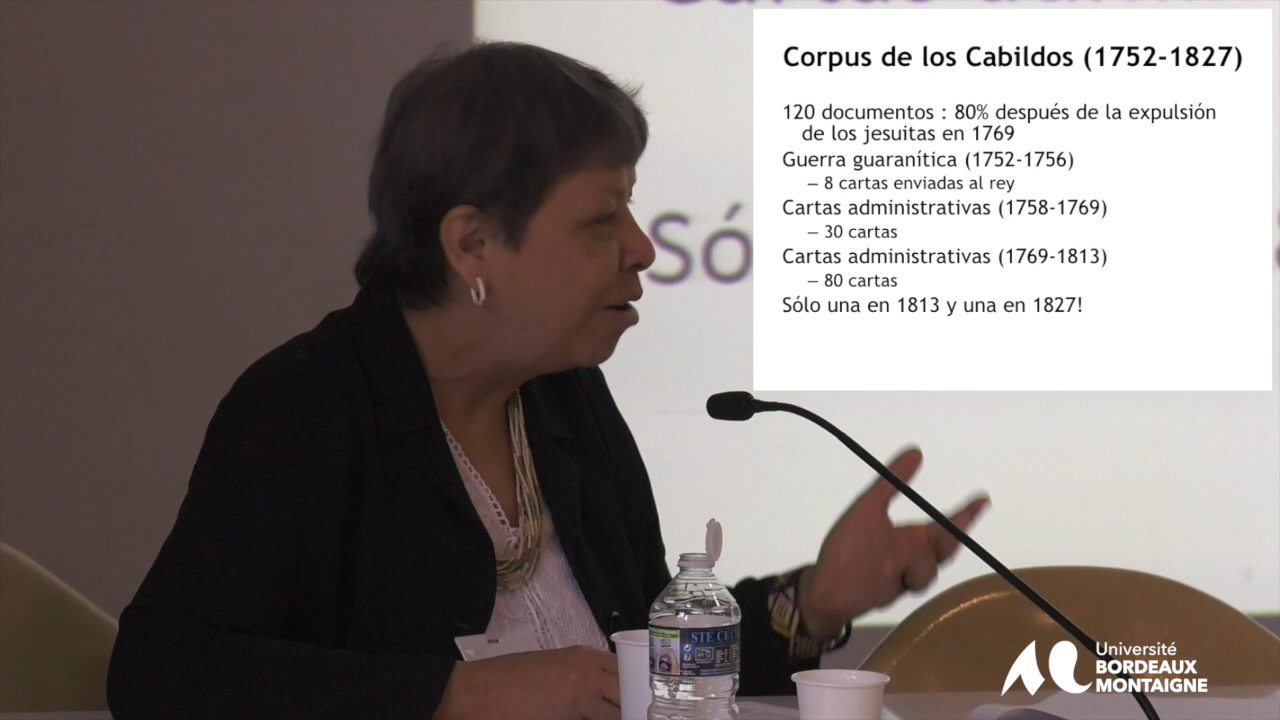 Corpus de los Cabildos (1752-1827)
120 documentos : 80% después de la expulsión
de los jesuitas en 1769
Guerra guaranítica (1752-1756)
– 8 cartas enviadas al rey
Cartas administrativas (1758-1769)
– 30 cartas
Cartas administrativas (1769-1813)
– 80 cartas
Sólo una en 1813 y una en 1827!
Só
STE CÉC
Université
BORDEAUX
MONTAIGNE